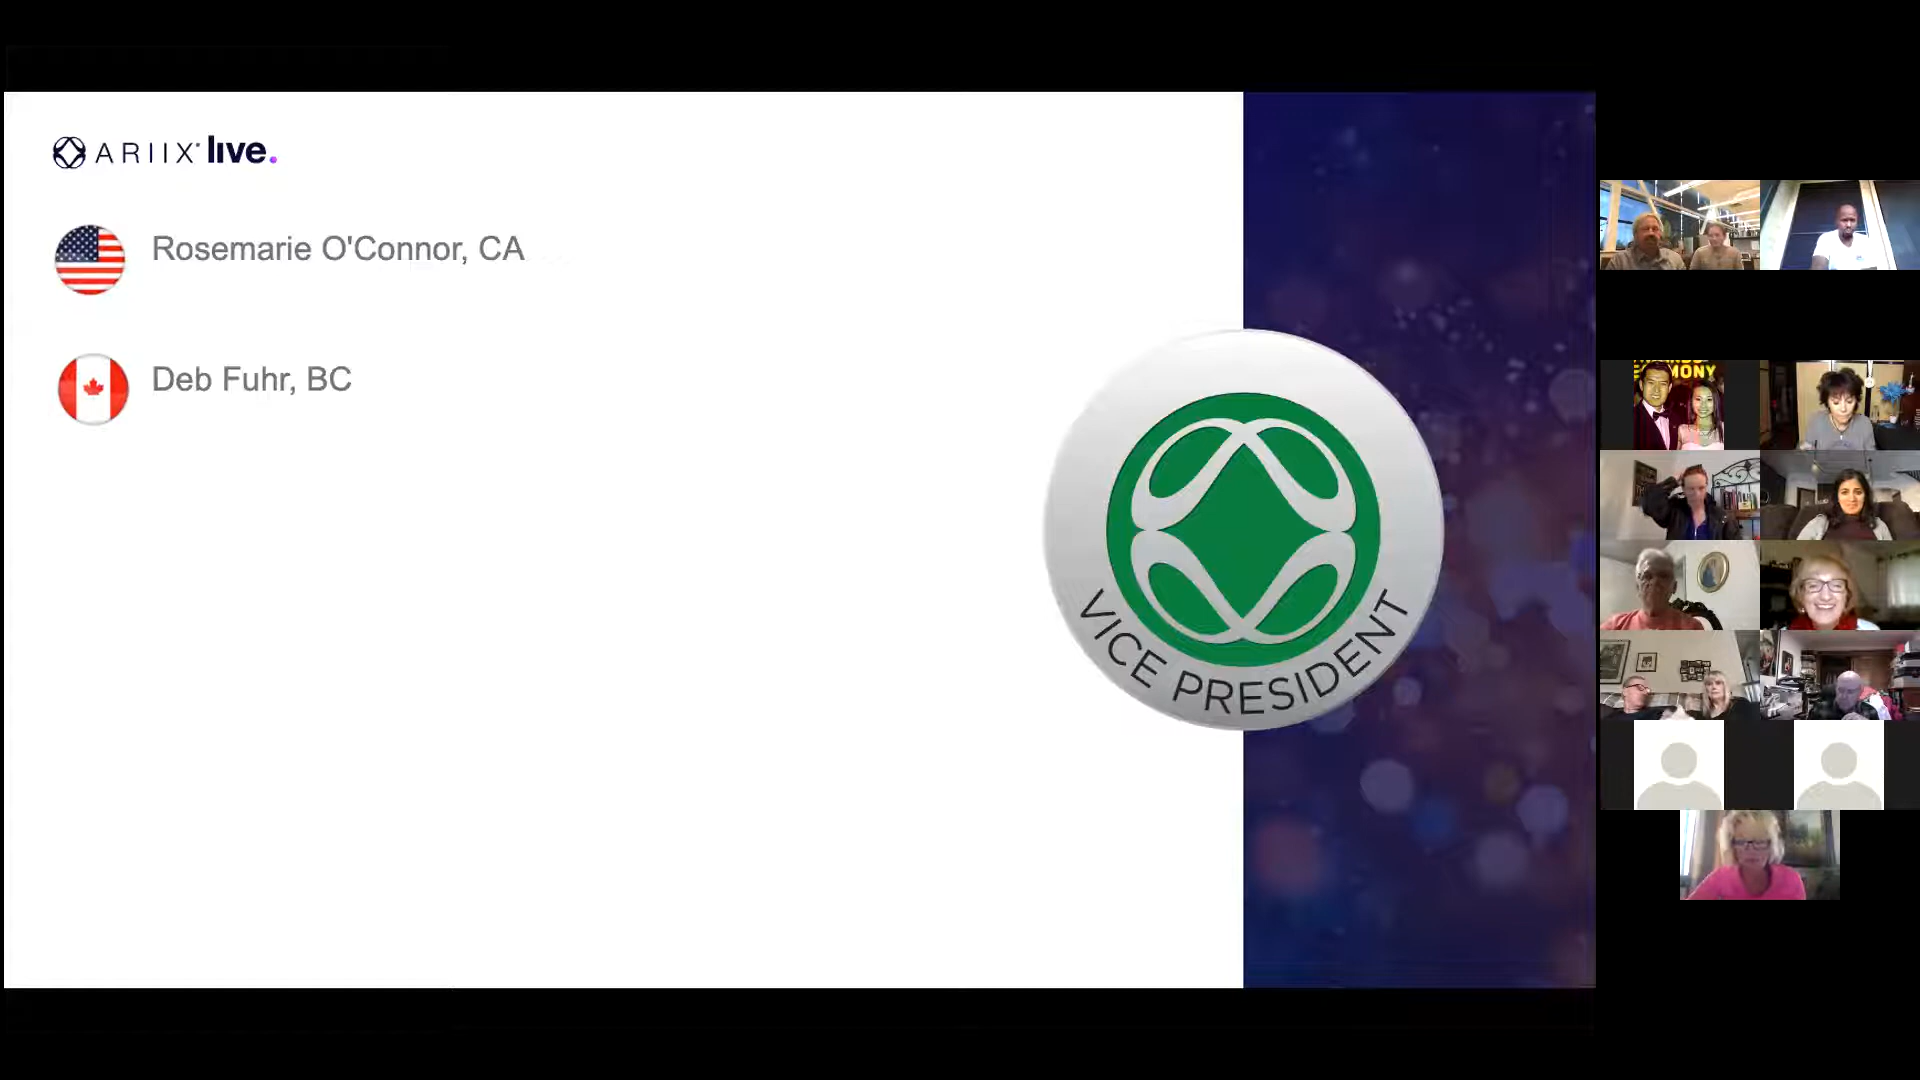 ARIIX® live.
Rosemarie O'Connor, CA
Deb Fuhr, BC
VICE PRESIDENT
MONY